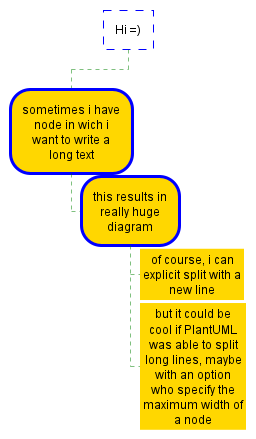 Hi =)
sometimes i have
node in wich i
want to write a
long text
this results in
really huge
diagram
of course, i can
explicit split with a
new line
but it could be
cool if PlantUML
was able to split
long lines, maybe
with an option
who specify the
maximum width of
a node